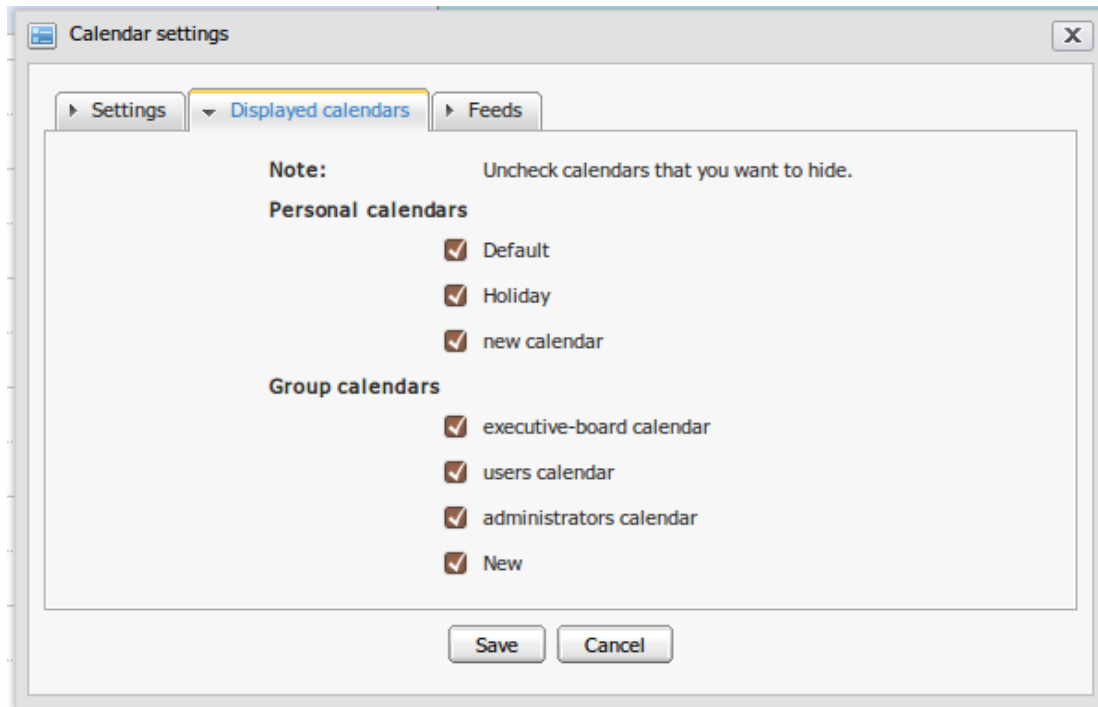 Calendar settings
X
Settings Displayed calendars Feeds
Note: Uncheck calendars that you want to hide.
Personal calendars
Default
Holiday
new calendar
Group calendars
executive-board calendar
users calendar
administrators calendar
New
Save Cancel